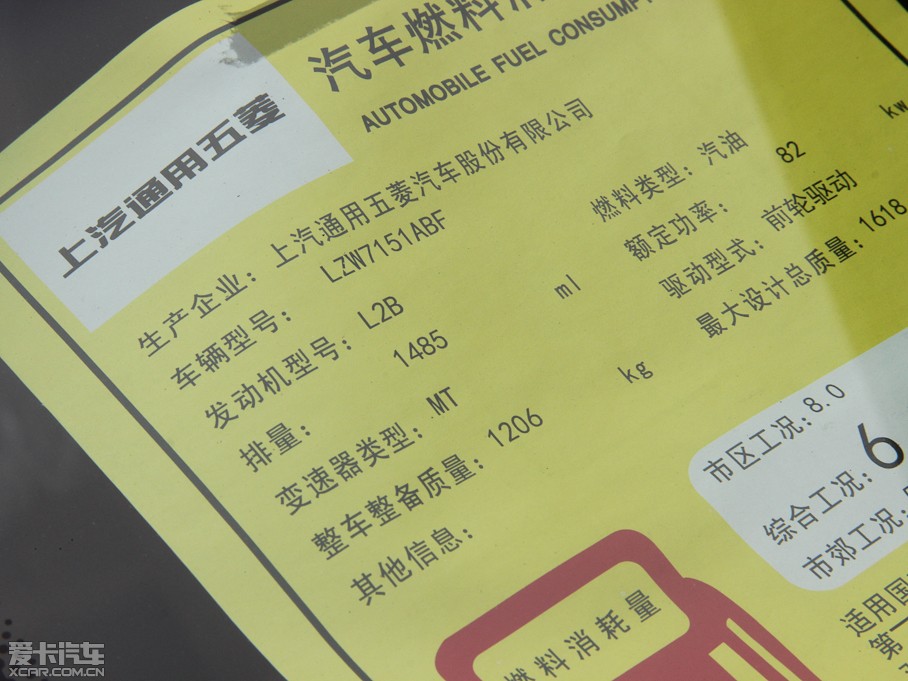 上汽通用五菱
汽车燃料消
AUTOMOBILE FUEL CONSUMP
生产企业：上汽通用五菱汽车股份有限公司
车辆型号： LZW7151ABF
燃料类型：汽油
发动机型号： L2B
额定功率： 82 kw
排量： 1485 ml
驱动型式：前轮驱动
变速器类型：MT
最大设计总质量：1618
整车整备质量：1206 kg
其他信息：
市区工况：8.0
综合工况：6
市郊工况：
燃料消耗量
适用国
第一
爱卡汽车
XCAR.COM.CN